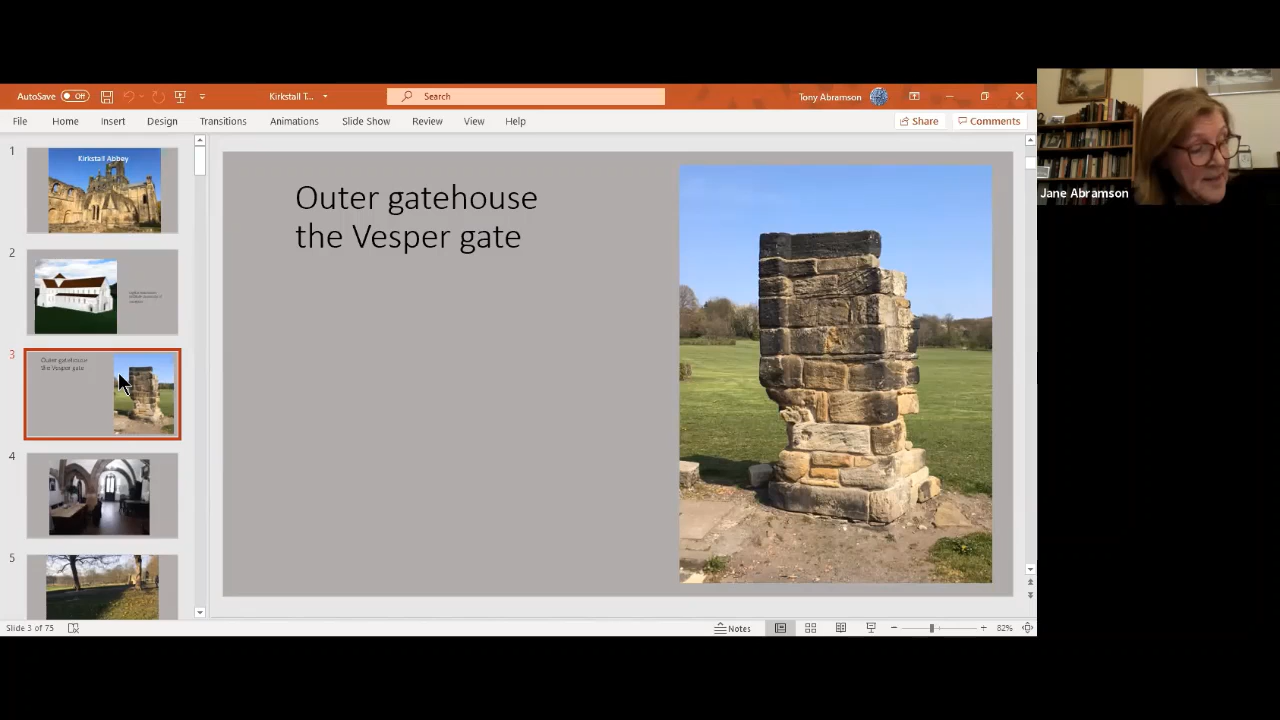 AutoSave Off
Kirkstall T...
Search
Tony Abramson
File Home Insert Design Transitions Animations Slide Show Review View Help
Share Comments
1
Kirkstall Abbey
2
3
Outer gatehouse
the Vesper gate
4
5
Outer gatehouse
the Vesper gate
Jane Abramson
Slide 3 of 75
Notes
82%